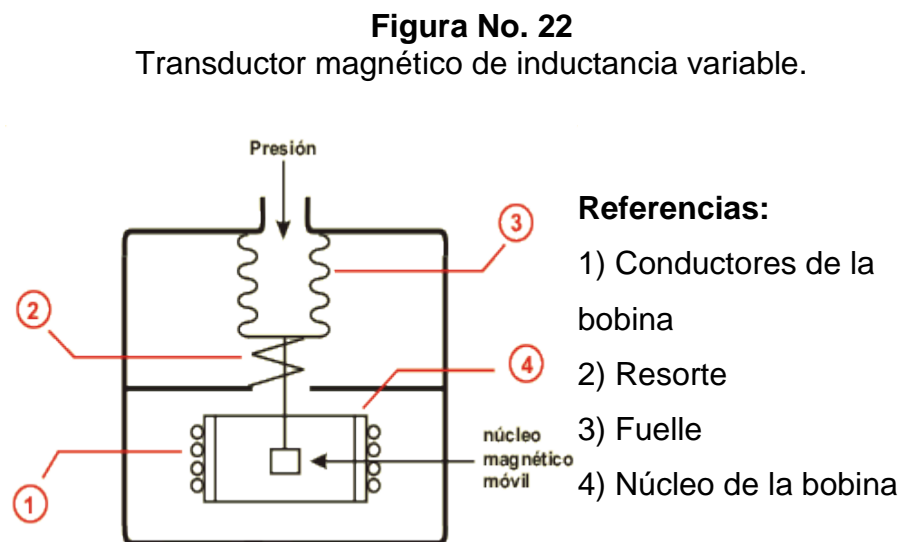 Figura No. 22
Transductor magnético de inductancia variable.
Presión
3
2
4
1
núcleo
magnético
móvil
Referencias:
1) Conductores de la
bobina
2) Resorte
3) Fuelle
4) Núcleo de la bobina